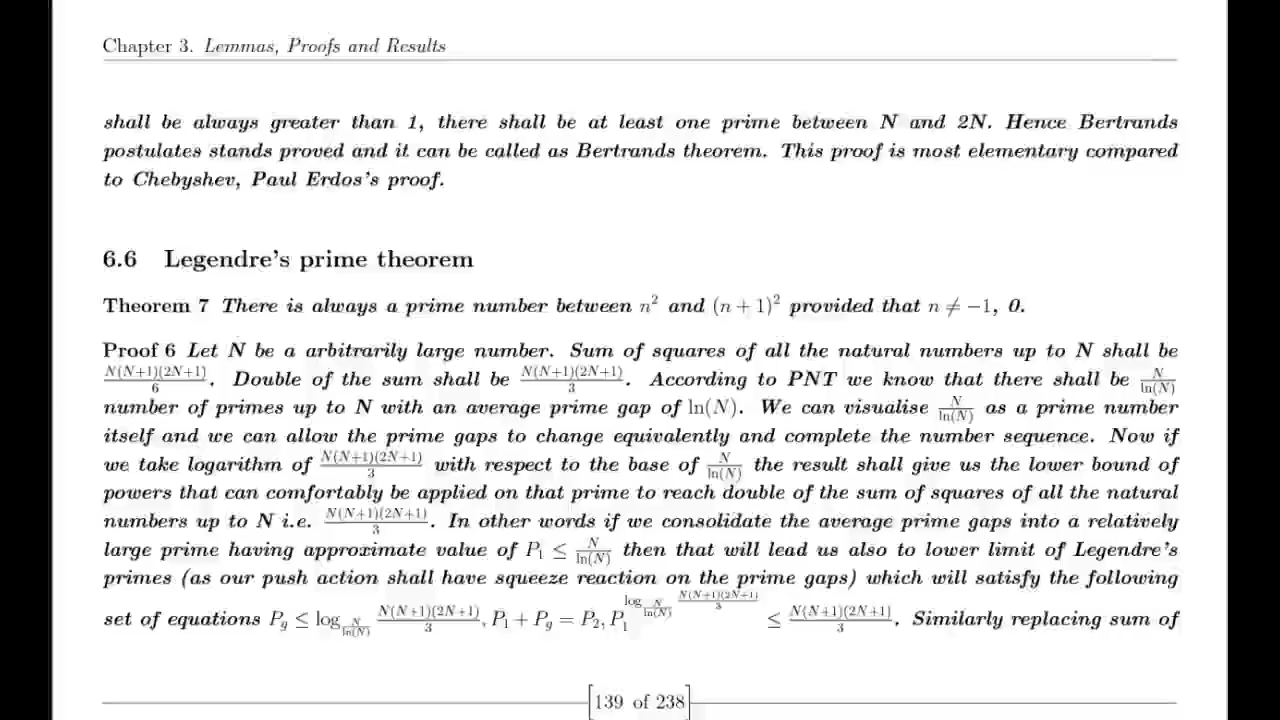 Chapter 3. Lemmas, Proofs and Results
shall be always greater than 1, there shall be at least one prime between N and 2N. Hence Bertrands
postulates stands proved and it can be called as Bertrands theorem. This proof is most elementary compared
to Chebyshev, Paul Erdos's proof.
6.6 Legendre's prime theorem
Theorem 7 There is always a prime number between n² and (n + 1)² provided that n ≠ −1, 0.
Proof 6 Let N be a arbitrarily large number. Sum of squares of all the natural numbers up to N shall be
N(N+1)(2N+1)/6. Double of the sum shall be N(N+1)(2N+1)/3. According to PNT we know that there shall be N/ln(N)
number of primes up to N with an average prime gap of ln(N). We can visualise N/ln(N) as a prime number
itself and we can allow the prime gaps to change equivalently and complete the number sequence. Now if
we take logarithm of N(N+1)(2N+1)/3 with respect to the base of N/ln(N) the result shall give us the lower bound of
powers that can comfortably be applied on that prime to reach double of the sum of squares of all the natural
numbers up to N i.e. N(N+1)(2N+1)/3. In other words if we consolidate the average prime gaps into a relatively
large prime having approximate value of P₁ ≤ N/ln(N) then that will lead us also to lower limit of Legendre's
primes (as our push action shall have squeeze reaction on the prime gaps) which will satisfy the following
set of equations P_g ≤ log_{N/ln(N)} N(N+1)(2N+1)/3, P₁ + P_g = P₂, P₁^{log_{N/ln(N)} N(N+1)(2N+1)/3} ≤ N(N+1)(2N+1)/3. Similarly replacing sum of
139 of 238